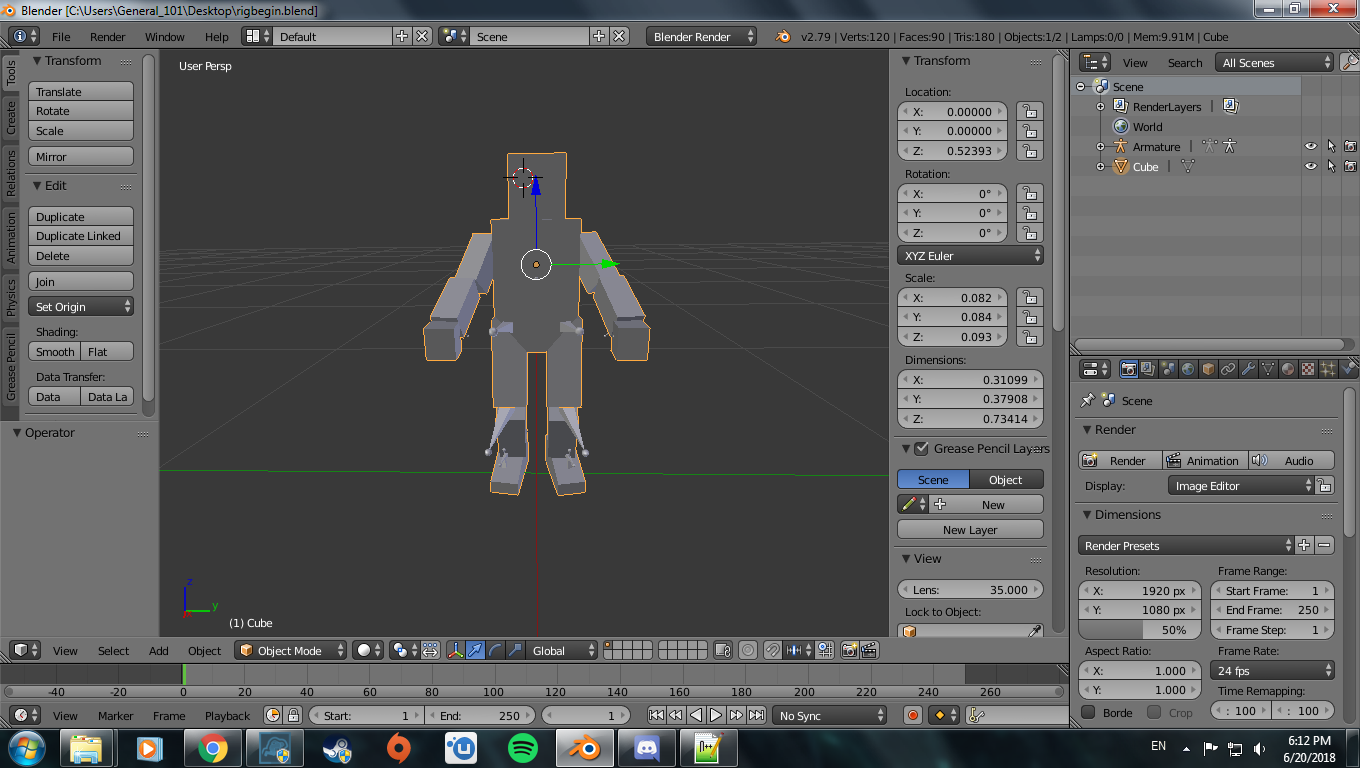 Blender [C:\Users\General_101\Desktop\rigbegin.blend]
File Render Window Help Default Scene Blender Render v2.79 | Verts:120 | Faces:90 | Tris:180 | Objects:1/2 | Lamps:0/0 | Mem:9.91M | Cube
Tools
Create
Relations
Animation
Physics
Grease Pencil
Transform
Translate
Rotate
Scale
Mirror
Edit
Duplicate
Duplicate Linked
Delete
Join
Set Origin
Shading:
Smooth Flat
Data Transfer:
Data Data La
Operator
User Persp
z
y
(1) Cube
Transform
Location:
X: 0.00000
Y: 0.00000
Z: 0.52393
Rotation:
X: 0°
Y: 0°
Z: 0°
XYZ Euler
Scale:
X: 0.082
Y: 0.084
Z: 0.093
Dimensions:
X: 0.31099
Y: 0.37908
Z: 0.73414
Grease Pencil Layers
Scene Object
New
New Layer
View
Lens: 35.000
Lock to Object:
View Search All Scenes
Scene
RenderLayers |
World
Armature |
Cube |
Scene
Render
Render Animation Audio
Display: Image Editor
Dimensions
Render Presets
Resolution: Frame Range:
X: 1920 px Start Frame: 1
Y: 1080 px End Frame: 250
50% Frame Step: 1
Aspect Ratio: Frame Rate:
X: 1.000 24 fps
Y: 1.000 Time Remapping:
Borde Crop : 100 : 100
View Select Add Object Object Mode Global
-40 -20 0 20 40 60 80 100 120 140 160 180 200 220 240 260
View Marker Frame Playback Start: 1 End: 250 1 No Sync
EN
6:12 PM
6/20/2018